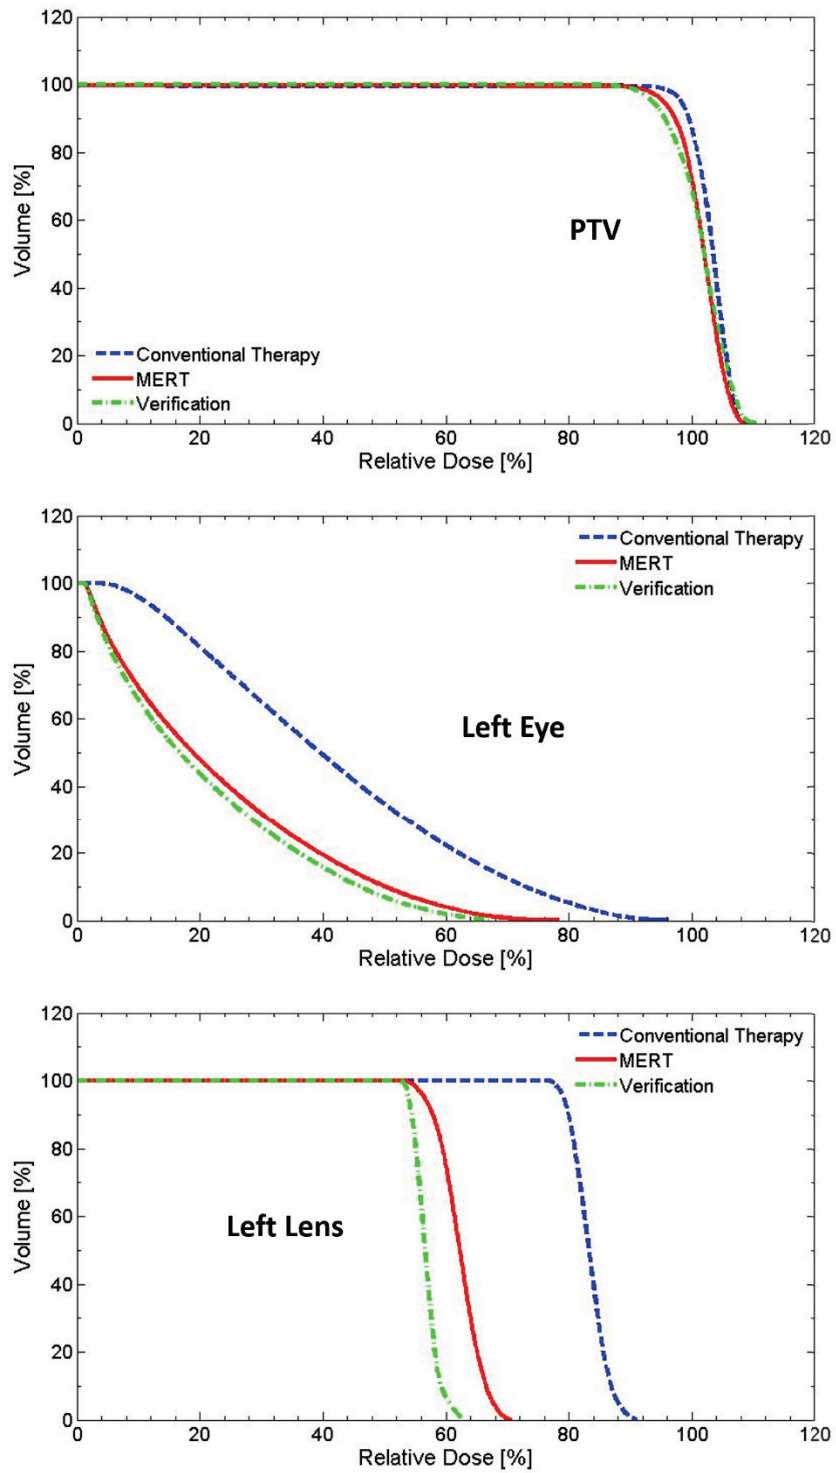 120
100
80
60
40
20
0
Volume [%]
PTV
Conventional Therapy
MERT
Verification
0 20 40 60 80 100 120
Relative Dose [%]
120
100
80
60
40
20
0
Volume [%]
Conventional Therapy
MERT
Verification
Left Eye
0 20 40 60 80 100 120
Relative Dose [%]
120
100
80
60
40
20
0
Volume [%]
Conventional Therapy
MERT
Verification
Left Lens
0 20 40 60 80 100 120
Relative Dose [%]